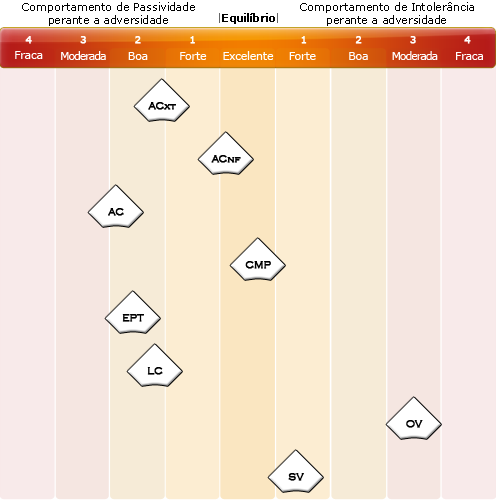 Comportamento de Passividade
perante a adversidade
|Equilíbrio|
Comportamento de Intolerância
perante a adversidade
4 3 2 1 1 2 3 4
Fraca Moderada Boa Forte Excelente Forte Boa Moderada Fraca
ACXT
ACNF
AC
CMP
EPT
LC
OV
SV